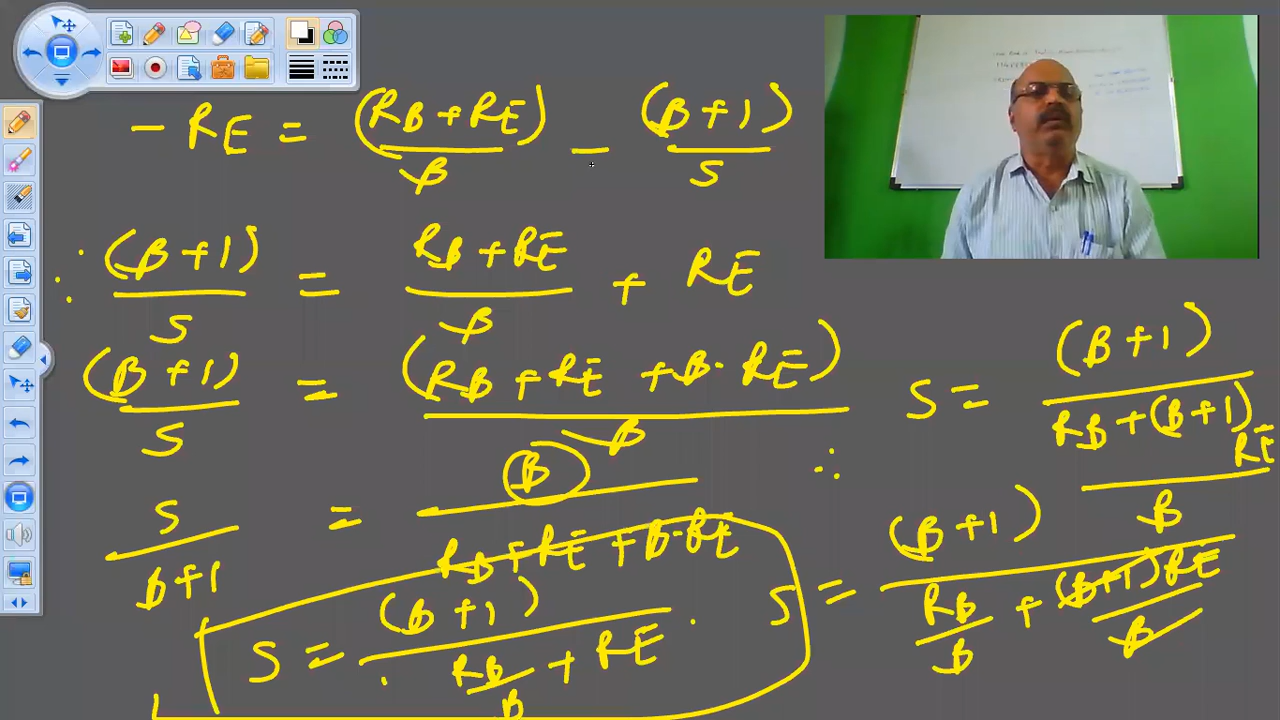 - RE = (RB + RE) / β - (β + 1) / S
∴ (β + 1) / S = RB + RE / β + RE
(β + 1) / S = (RB + RE + β · RE) / β
S / β + 1 = β / RB + RE + β · RE
S = (β + 1) / RB / β + RE .
∴ S = (β + 1) / RB + (β + 1) RE / β
S = (β + 1) / RB / β + (β + 1) RE / β